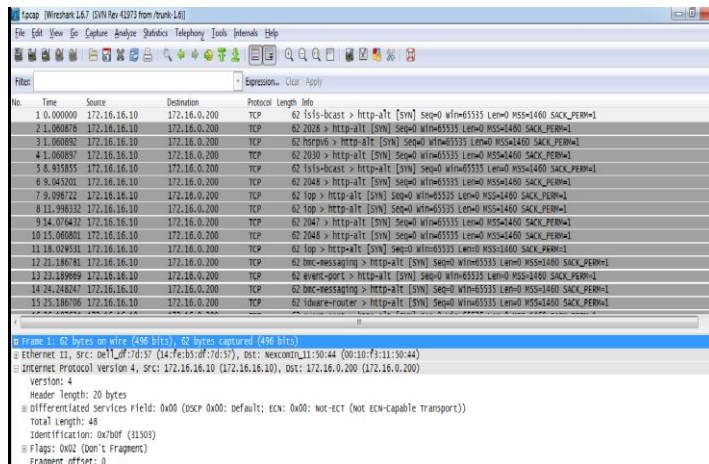 f.pcap [Wireshark 1.6.7 (SVN Rev 41973 from /trunk-1.6)]
File Edit View Go Capture Analyze Statistics Telephony Tools Internals Help
Filter: Expression... Clear Apply
No. Time Source Destination Protocol Length Info
1 0.000000 172.16.16.10 172.16.0.200 TCP 62 isis-bcast > http-alt [SYN] Seq=0 Win=65535 Len=0 MSS=1460 SACK_PERM=1
2 1.060876 172.16.16.10 172.16.0.200 TCP 62 2028 > http-alt [SYN] Seq=0 Win=65535 Len=0 MSS=1460 SACK_PERM=1
3 1.060892 172.16.16.10 172.16.0.200 TCP 62 hsrpv6 > http-alt [SYN] Seq=0 Win=65535 Len=0 MSS=1460 SACK_PERM=1
4 1.060897 172.16.16.10 172.16.0.200 TCP 62 2030 > http-alt [SYN] Seq=0 Win=65535 Len=0 MSS=1460 SACK_PERM=1
5 8.935855 172.16.16.10 172.16.0.200 TCP 62 isis-bcast > http-alt [SYN] Seq=0 Win=65535 Len=0 MSS=1460 SACK_PERM=1
6 9.045201 172.16.16.10 172.16.0.200 TCP 62 2048 > http-alt [SYN] Seq=0 Win=65535 Len=0 MSS=1460 SACK_PERM=1
7 9.096722 172.16.16.10 172.16.0.200 TCP 62 iop > http-alt [SYN] Seq=0 Win=65535 Len=0 MSS=1460 SACK_PERM=1
8 11.998332 172.16.16.10 172.16.0.200 TCP 62 iop > http-alt [SYN] Seq=0 Win=65535 Len=0 MSS=1460 SACK_PERM=1
9 14.076432 172.16.16.10 172.16.0.200 TCP 62 2047 > http-alt [SYN] Seq=0 Win=65535 Len=0 MSS=1460 SACK_PERM=1
10 15.060801 172.16.16.10 172.16.0.200 TCP 62 2048 > http-alt [SYN] Seq=0 Win=65535 Len=0 MSS=1460 SACK_PERM=1
11 18.029531 172.16.16.10 172.16.0.200 TCP 62 iop > http-alt [SYN] Seq=0 Win=65535 Len=0 MSS=1460 SACK_PERM=1
12 21.186781 172.16.16.10 172.16.0.200 TCP 62 bmc-messaging > http-alt [SYN] Seq=0 Win=65535 Len=0 MSS=1460 SACK_PERM=1
13 23.189669 172.16.16.10 172.16.0.200 TCP 62 event-port > http-alt [SYN] Seq=0 Win=65535 Len=0 MSS=1460 SACK_PERM=1
14 24.248247 172.16.16.10 172.16.0.200 TCP 62 bmc-messaging > http-alt [SYN] Seq=0 Win=65535 Len=0 MSS=1460 SACK_PERM=1
15 25.186706 172.16.16.10 172.16.0.200 TCP 62 idware-router > http-alt [SYN] Seq=0 Win=65535 Len=0 MSS=1460 SACK_PERM=1
Frame 1: 62 bytes on wire (496 bits), 62 bytes captured (496 bits)
Ethernet II, Src: Dell_df:7d:57 (14:fe:b5:df:7d:57), Dst: NexcomIn_11:50:44 (00:10:f3:11:50:44)
Internet Protocol Version 4, Src: 172.16.16.10 (172.16.16.10), Dst: 172.16.0.200 (172.16.0.200)
Version: 4
Header length: 20 bytes
Differentiated Services Field: 0x00 (DSCP 0x00: Default; ECN: 0x00: Not-ECT (Not ECN-Capable Transport))
Total Length: 48
Identification: 0x7b0f (31503)
Flags: 0x02 (Don't Fragment)
Fragment offset: 0